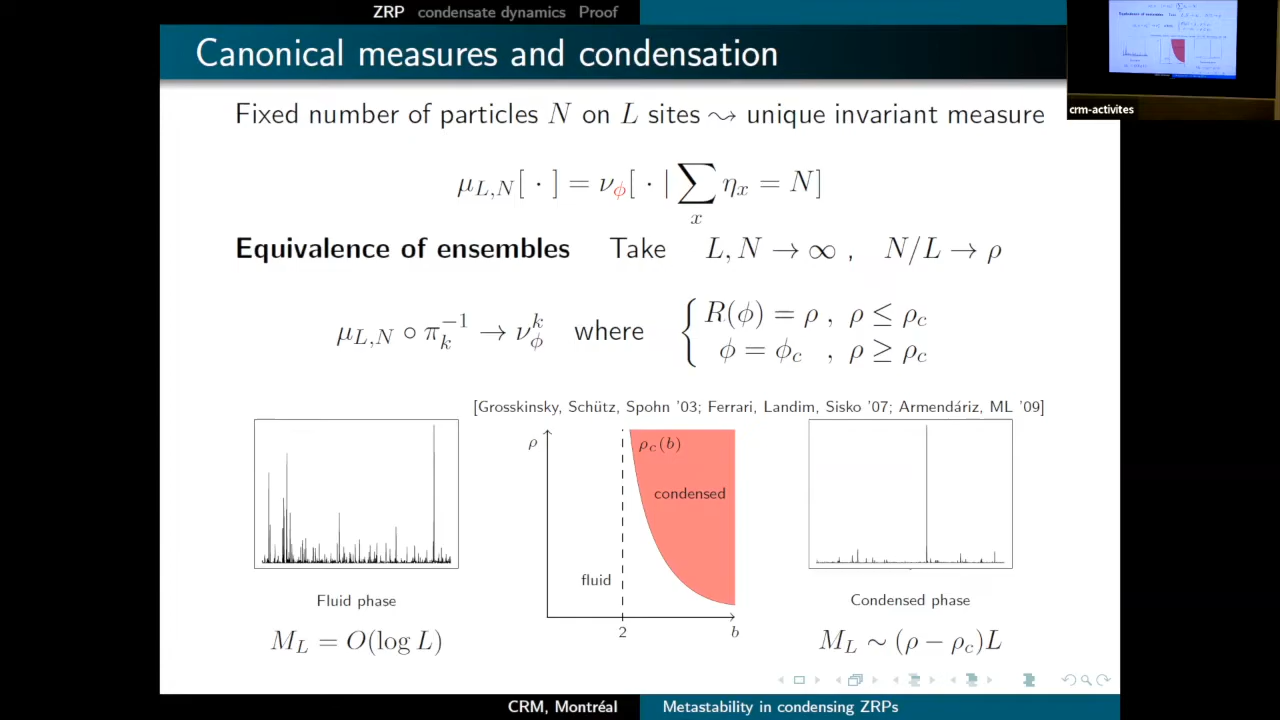 ZRP condensate dynamics Proof
Canonical measures and condensation
crm-activites
Fixed number of particles N on L sites ⇝ unique invariant measure
μ_{L,N}[ · ] = ν_ϕ[ · | ∑_x η_x = N]
Equivalence of ensembles Take L, N → ∞ , N/L → ρ
μ_{L,N} ∘ π_k^{-1} → ν_ϕ^k where { R(ϕ) = ρ , ρ ≤ ρ_c
ϕ = ϕ_c , ρ ≥ ρ_c
[Grosskinsky, Schütz, Spohn '03; Ferrari, Landim, Sisko '07; Armendáriz, ML '09]
ρ
ρ_c(b)
condensed
fluid
2
b
Fluid phase
Condensed phase
M_L = O(log L)
M_L ∼ (ρ − ρ_c)L
CRM, Montréal
Metastability in condensing ZRPs